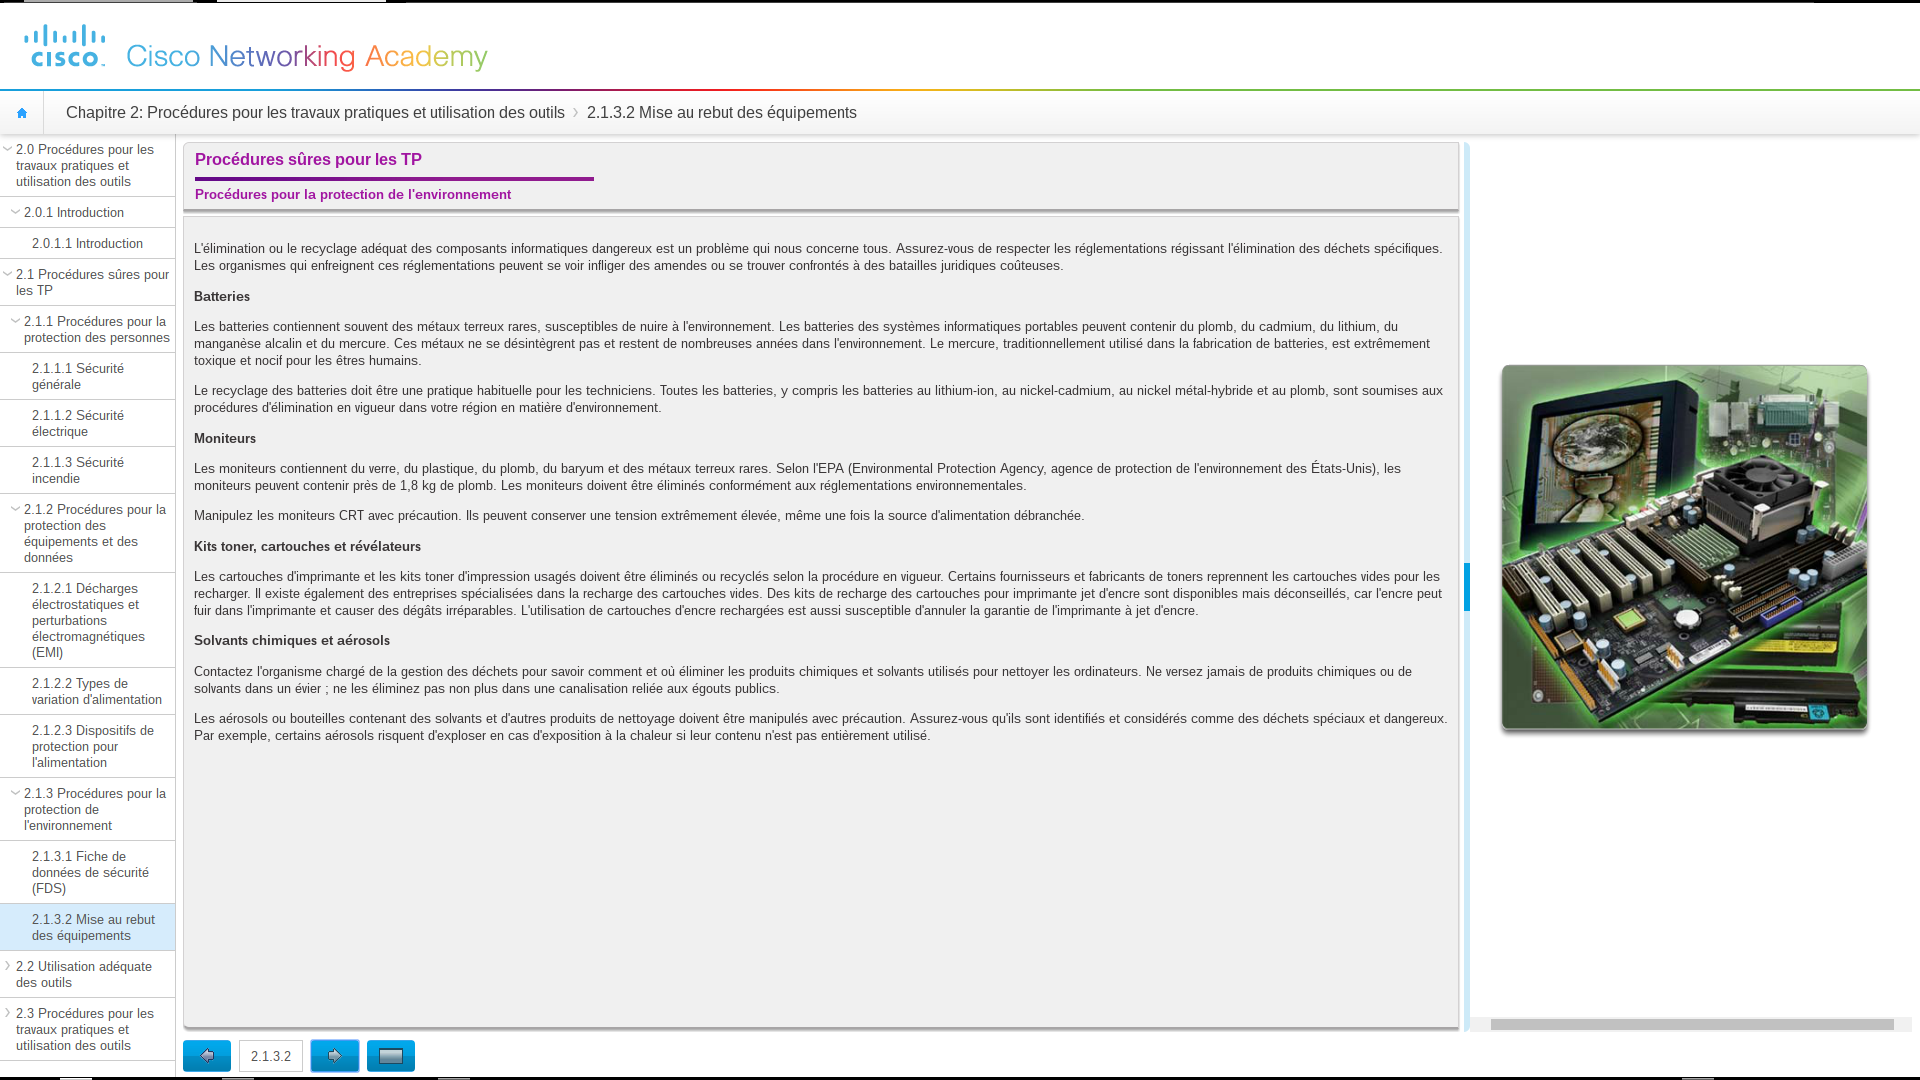 cisco
Cisco Networking Academy
Chapitre 2: Procédures pour les travaux pratiques et utilisation des outils
2.1.3.2 Mise au rebut des équipements
2.0 Procédures pour les
travaux pratiques et
utilisation des outils
2.0.1 Introduction
2.0.1.1 Introduction
2.1 Procédures sûres pour
les TP
2.1.1 Procédures pour la
protection des personnes
2.1.1.1 Sécurité
générale
2.1.1.2 Sécurité
électrique
2.1.1.3 Sécurité
incendie
2.1.2 Procédures pour la
protection des
équipements et des
données
2.1.2.1 Décharges
électrostatiques et
perturbations
électromagnétiques
(EMI)
2.1.2.2 Types de
variation d'alimentation
2.1.2.3 Dispositifs de
protection pour
l'alimentation
2.1.3 Procédures pour la
protection de
l'environnement
2.1.3.1 Fiche de
données de sécurité
(FDS)
2.1.3.2 Mise au rebut
des équipements
2.2 Utilisation adéquate
des outils
2.3 Procédures pour les
travaux pratiques et
utilisation des outils
Procédures sûres pour les TP
Procédures pour la protection de l'environnement
L'élimination ou le recyclage adéquat des composants informatiques dangereux est un problème qui nous concerne tous. Assurez-vous de respecter les réglementations régissant l'élimination des déchets spécifiques.
Les organismes qui enfreignent ces réglementations peuvent se voir infliger des amendes ou se trouver confrontés à des batailles juridiques coûteuses.
Batteries
Les batteries contiennent souvent des métaux terreux rares, susceptibles de nuire à l'environnement. Les batteries des systèmes informatiques portables peuvent contenir du plomb, du cadmium, du lithium, du
manganèse alcalin et du mercure. Ces métaux ne se désintègrent pas et restent de nombreuses années dans l'environnement. Le mercure, traditionnellement utilisé dans la fabrication de batteries, est extrêmement
toxique et nocif pour les êtres humains.
Le recyclage des batteries doit être une pratique habituelle pour les techniciens. Toutes les batteries, y compris les batteries au lithium-ion, au nickel-cadmium, au nickel métal-hybride et au plomb, sont soumises aux
procédures d'élimination en vigueur dans votre région en matière d'environnement.
Moniteurs
Les moniteurs contiennent du verre, du plastique, du plomb, du baryum et des métaux terreux rares. Selon l'EPA (Environmental Protection Agency, agence de protection de l'environnement des États-Unis), les
moniteurs peuvent contenir près de 1,8 kg de plomb. Les moniteurs doivent être éliminés conformément aux réglementations environnementales.
Manipulez les moniteurs CRT avec précaution. Ils peuvent conserver une tension extrêmement élevée, même une fois la source d'alimentation débranchée.
Kits toner, cartouches et révélateurs
Les cartouches d'imprimante et les kits toner d'impression usagés doivent être éliminés ou recyclés selon la procédure en vigueur. Certains fournisseurs et fabricants de toners reprennent les cartouches vides pour les
recharger. Il existe également des entreprises spécialisées dans la recharge des cartouches vides. Des kits de recharge des cartouches pour imprimante jet d'encre sont disponibles mais déconseillés, car l'encre peut
fuir dans l'imprimante et causer des dégâts irréparables. L'utilisation de cartouches d'encre rechargées est aussi susceptible d'annuler la garantie de l'imprimante à jet d'encre.
Solvants chimiques et aérosols
Contactez l'organisme chargé de la gestion des déchets pour savoir comment et où éliminer les produits chimiques et solvants utilisés pour nettoyer les ordinateurs. Ne versez jamais de produits chimiques ou de
solvants dans un évier ; ne les éliminez pas non plus dans une canalisation reliée aux égouts publics.
Les aérosols ou bouteilles contenant des solvants et d'autres produits de nettoyage doivent être manipulés avec précaution. Assurez-vous qu'ils sont identifiés et considérés comme des déchets spéciaux et dangereux.
Par exemple, certains aérosols risquent d'exploser en cas d'exposition à la chaleur si leur contenu n'est pas entièrement utilisé.
2.1.3.2